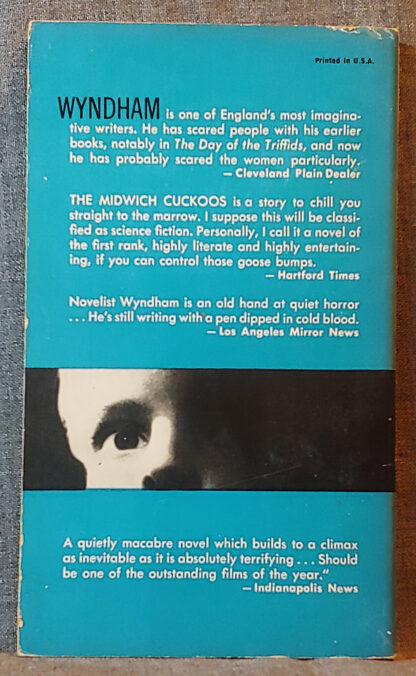 Printed in U.S.A.
WYNDHAM is one of England's most imagina-
tive writers. He has scared people with his earlier
books, notably in The Day of the Triffids, and now
he has probably scared the women particularly.
— Cleveland Plain Dealer
THE MIDWICH CUCKOOS is a story to chill you
straight to the marrow. I suppose this will be classi-
fied as science fiction. Personally, I call it a novel of
the first rank, highly literate and highly entertain-
ing, if you can control those goose bumps.
— Hartford Times
Novelist Wyndham is an old hand at quiet horror
... He's still writing with a pen dipped in cold blood.
— Los Angeles Mirror News
A quietly macabre novel which builds to a climax
as inevitable as it is absolutely terrifying ... Should
be one of the outstanding films of the year."
— Indianapolis News